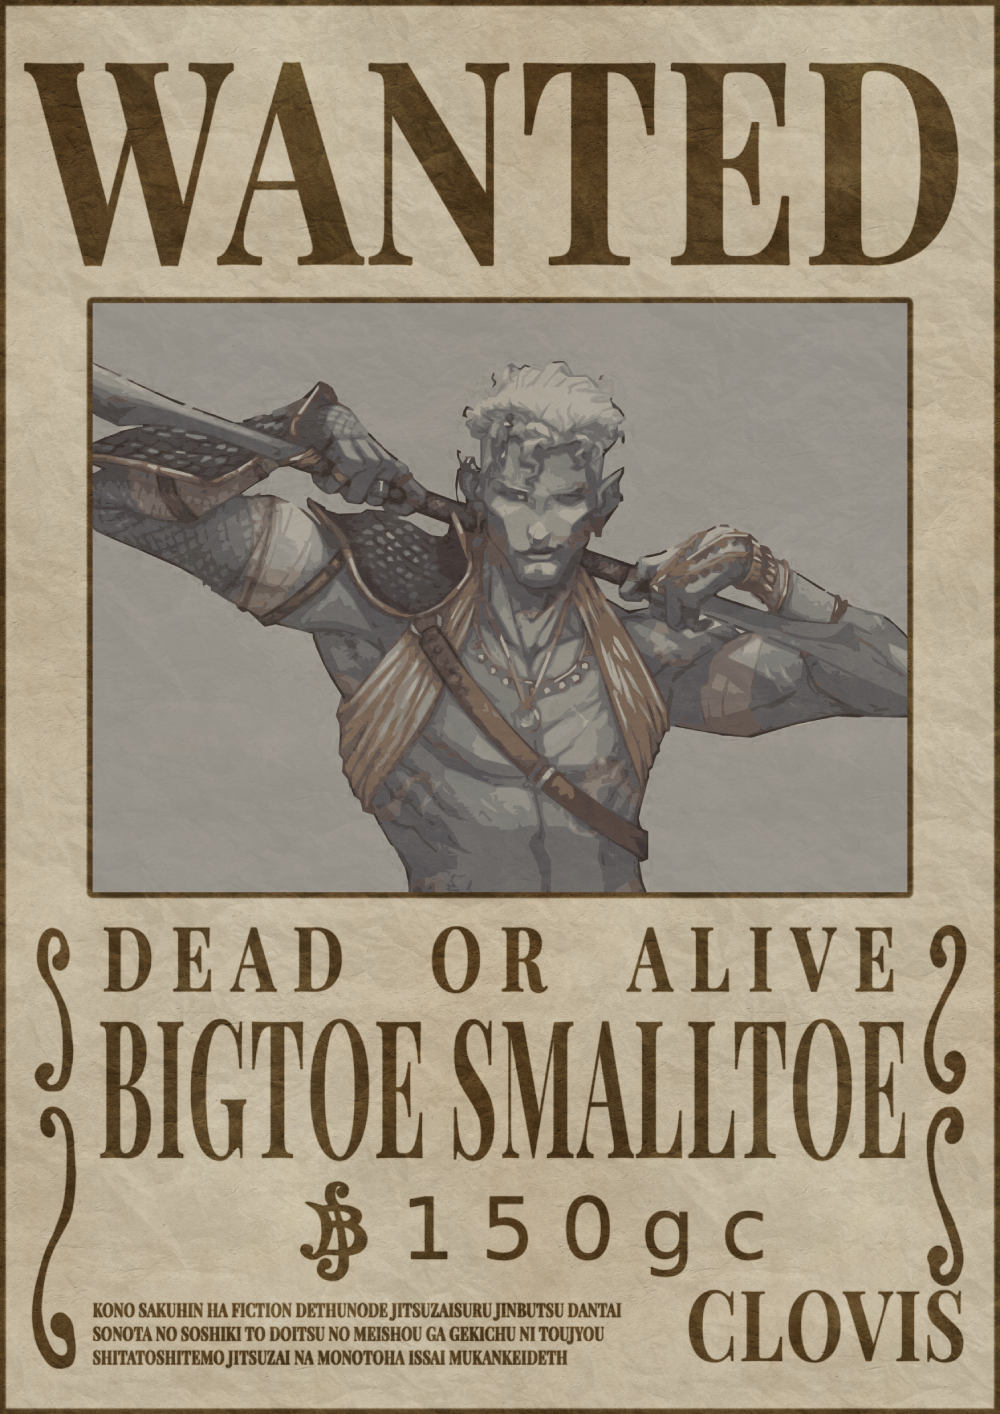 WANTED
DEAD OR ALIVE
BIGTOE SMALLTOE
150gc
KONO SAKUHIN HA FICTION DETHUNODE JITSUZAISURU JINBUTSU DANTAI
SONOTA NO SOSHIKI TO DOITSU NO MEISHOU GA GEKICHU NI TOUJYOU
SHITATOSHITEMO JITSUZAI NA MONOTOHA ISSAI MUKANKEIDETH
CLOVIS